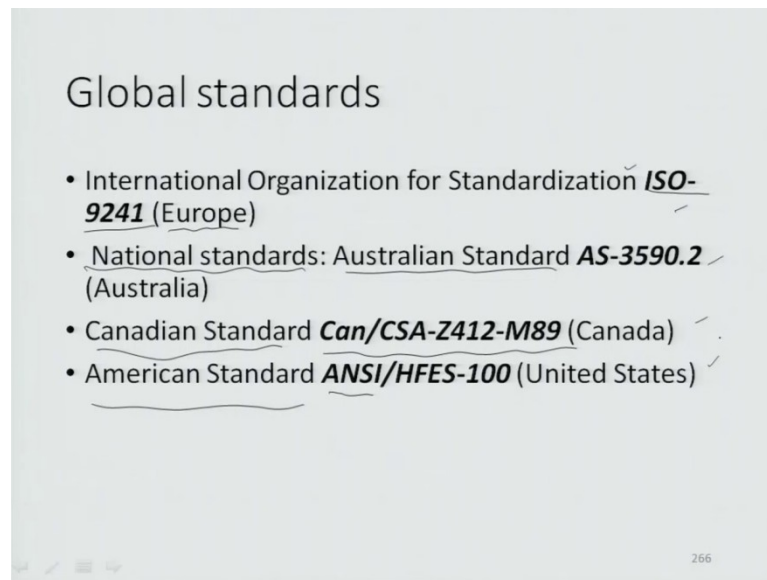 Global standards
• International Organization for Standardization ISO-
9241 (Europe)
• National standards: Australian Standard AS-3590.2
(Australia)
• Canadian Standard Can/CSA-Z412-M89 (Canada)
• American Standard ANSI/HFES-100 (United States)
266